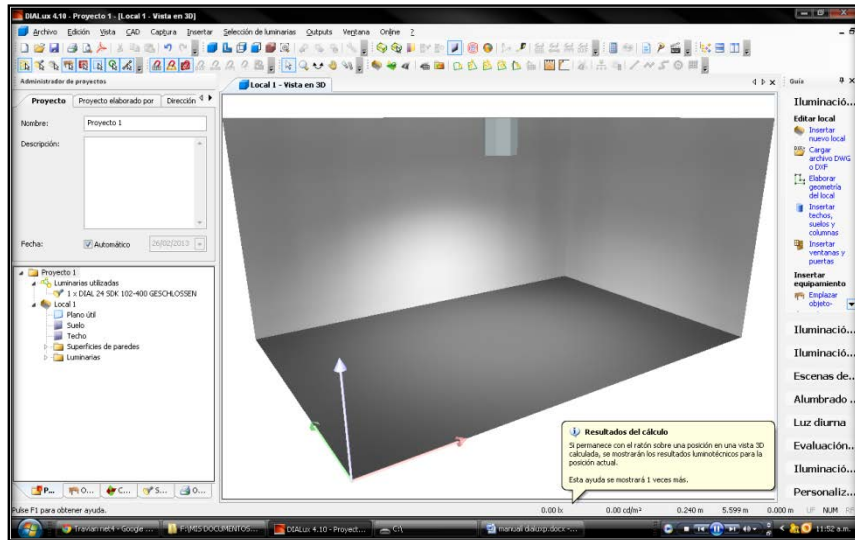 DIALux 4.10 - Proyecto 1 - [Local 1 - Vista en 3D]
Archivo Edición Vista CAD Captura Insertar Selección de luminarias Outputs Ventana Online ?
Administrador de proyectos
Proyecto Proyecto elaborado por Dirección
Nombre: Proyecto 1
Descripción:
Fecha: Automático 26/02/2013
Proyecto 1
Luminarias utilizadas
1 x DIAL 24 SDK 102-400 GESCHLOSSEN
Local 1
Plano útil
Suelo
Techo
Superficies de paredes
Luminarias
P... O... C... S... O...
Local 1 - Vista en 3D
Guía
Iluminació...
Editar local
Insertar
nuevo local
Cargar
archivo DWG
o DXF
Elaborar
geometría
del local
Insertar
techos,
suelos y
columnas
Insertar
ventanas y
puertas
Insertar
equipamiento
Emplazar
objeto-
Iluminació...
Iluminació...
Escenas de...
Alumbrado ...
Luz diurna
Evaluación...
Iluminació...
Personaliz...
Resultados del cálculo
Si permanece con el ratón sobre una posición en una vista 3D
calculada, se mostrarán los resultados luminotécnicos para la
posición actual.
Esta ayuda se mostrará 1 veces más.
Pulse F1 para obtener ayuda.
0.00 lx 0.00 cd/m² 0.240 m 5.599 m 0.000 m UF NUM RF
Travian net4 - Google ... F:\MIS DOCUMENTOS... DIALux 4.10 - Proyect... C:\ manual dialuxp.docx -... 11:52 a.m.